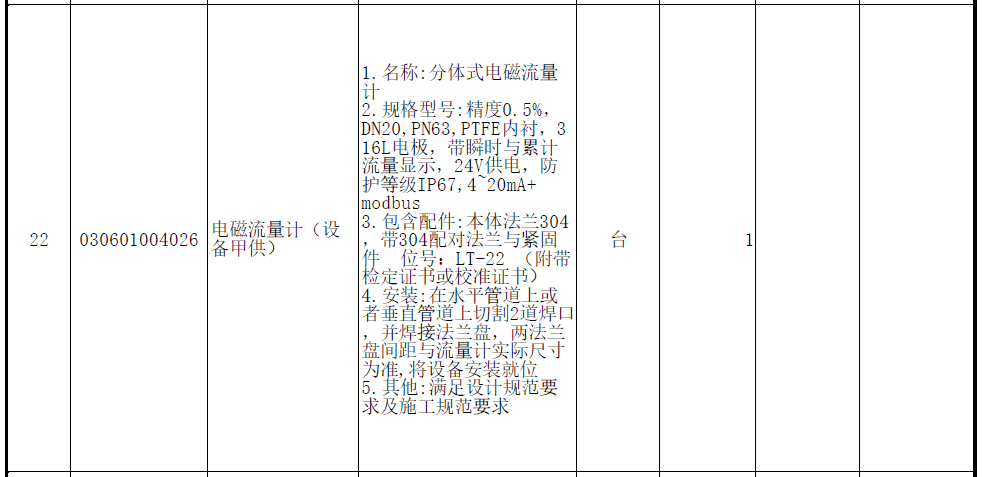 22
030601004026
电磁流量计（设
备甲供）
1.名称:分体式电磁流量
计
2.规格型号:精度0.5%，
DN20,PN63,PTFE内衬，3
16L电极，带瞬时与累计
流量显示，24V供电，防
护等级IP67,4~20mA+
modbus
3.包含配件:本体法兰304
，带304配对法兰与紧固
件  位号：LT-22 （附带
检定证书或校准证书）
4.安装:在水平管道上或
者垂直管道上切割2道焊口
，并焊接法兰盘，两法兰
盘间距与流量计实际尺寸
为准,将设备安装就位
5.其他:满足设计规范要
求及施工规范要求
台
1